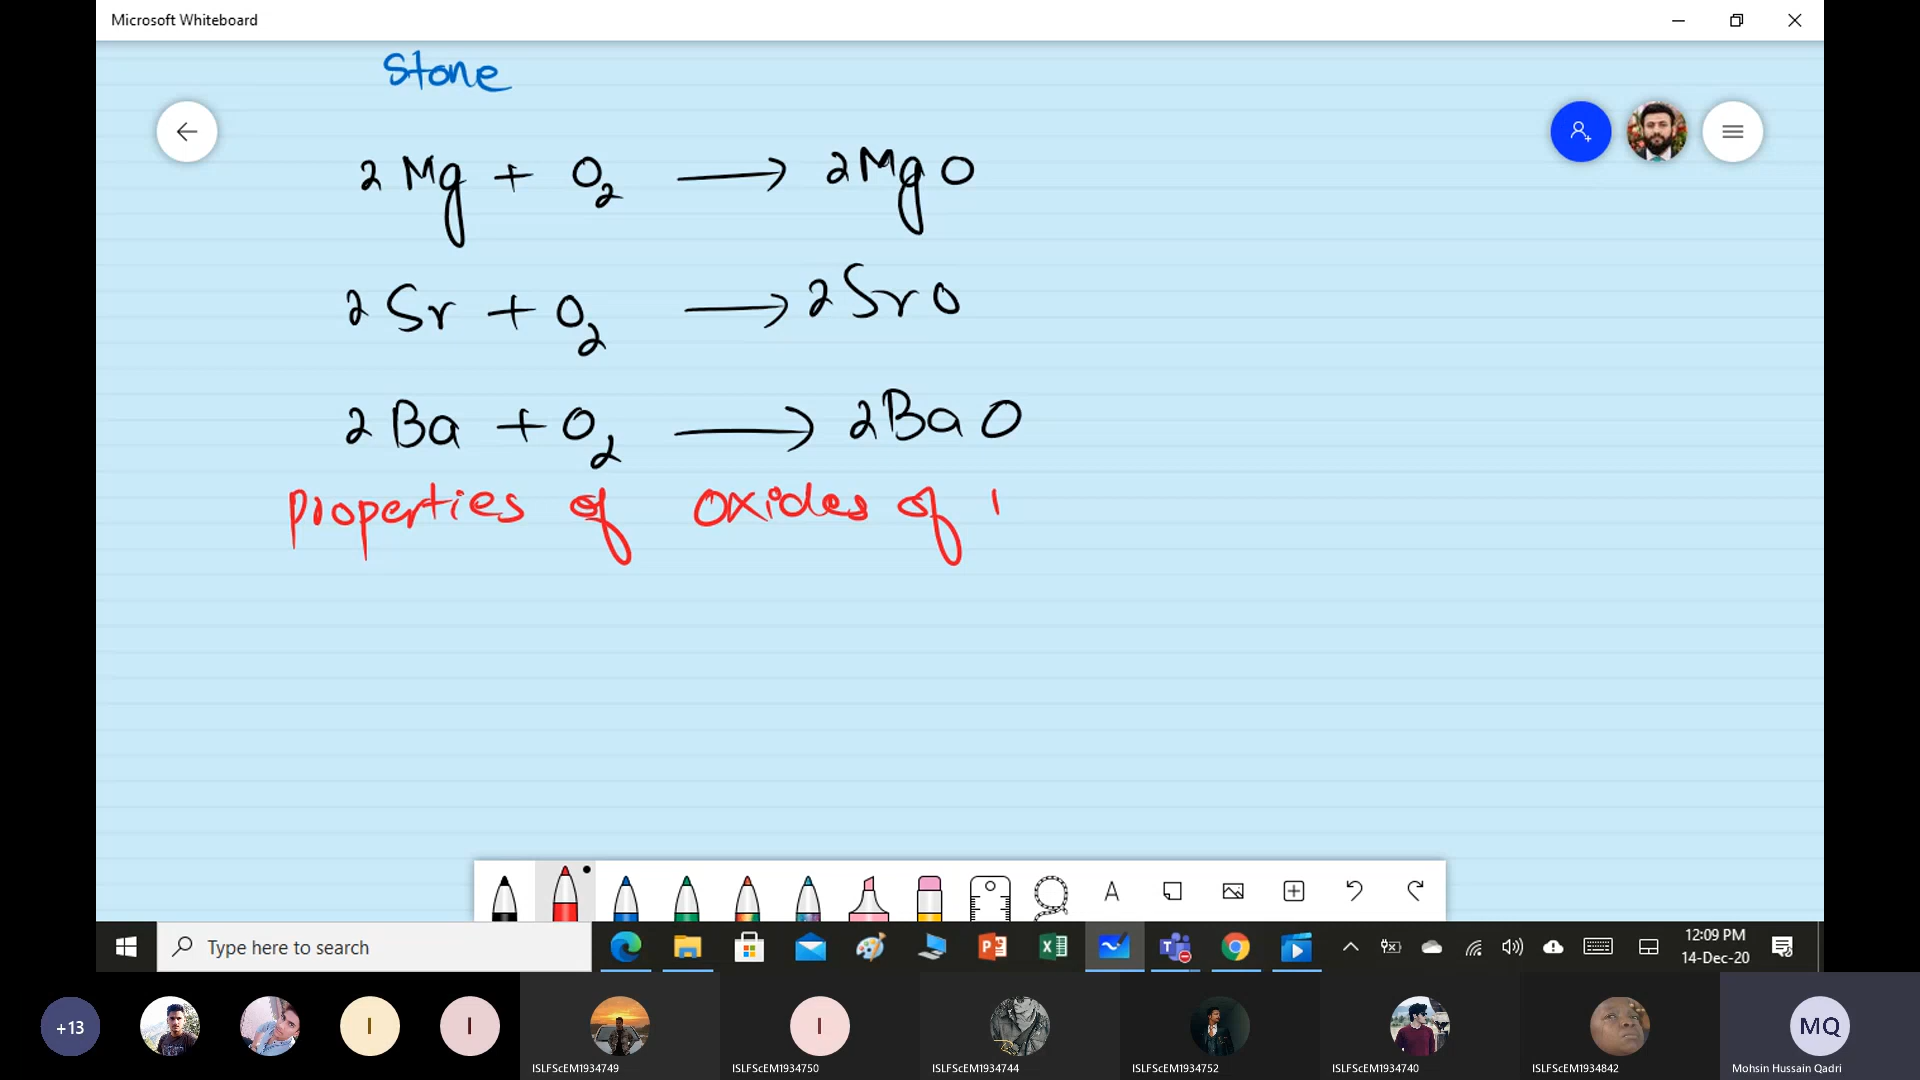 Microsoft Whiteboard
Stone
2Mg + O₂ ⟶ 2MgO
2Sr + O₂ ⟶ 2SrO
2Ba + O₂ ⟶ 2BaO
Properties of oxides of
A
Type here to search
12:09 PM
14-Dec-20
+13
I
I
I
MQ
ISLFScEM1934749
ISLFScEM1934750
ISLFScEM1934744
ISLFScEM1934752
ISLFScEM1934740
ISLFScEM1934842
Mohsin Hussain Qadri